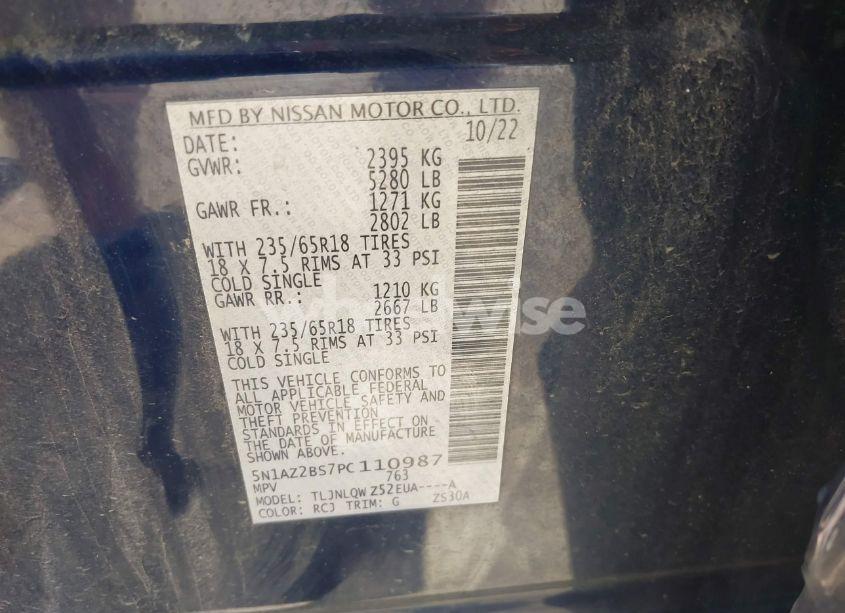 MFD BY NISSAN MOTOR CO., LTD.
DATE: 10/22
GVWR: 2395 KG
5280 LB
GAWR FR.: 1271 KG
2802 LB
WITH 235/65R18 TIRES
18 X 7.5 RIMS AT 33 PSI
COLD SINGLE
GAWR RR.: 1210 KG
2667 LB
WITH 235/65R18 TIRES
18 X 7.5 RIMS AT 33 PSI
COLD SINGLE
THIS VEHICLE CONFORMS TO
ALL APPLICABLE FEDERAL
MOTOR VEHICLE SAFETY AND
THEFT PREVENTION
STANDARDS IN EFFECT ON
THE DATE OF MANUFACTURE
SHOWN ABOVE.
5N1AZ2BS7PC110987
MPV 763
MODEL: TLJNLQW Z52EUA----A
COLOR: RCJ TRIM: G ZS30A